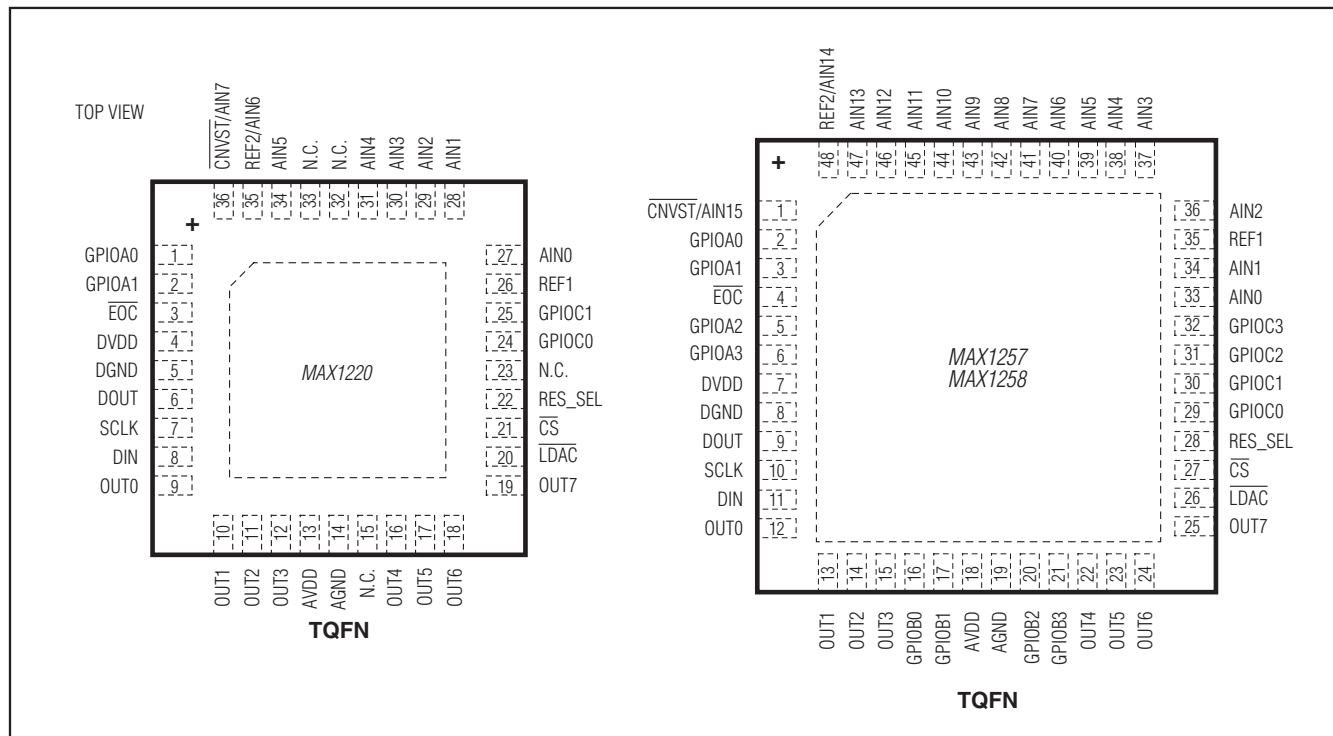 TOP VIEW
C̅N̅V̅S̅T̅/AIN7
REF2/AIN6
AIN5
N.C.
N.C.
AIN4
AIN3
AIN2
AIN1
36 35 34 33 32 31 30 29 28
+
GPIOA0 1
GPIOA1 2
E̅O̅C̅ 3
DVDD 4
DGND 5
DOUT 6
SCLK 7
DIN 8
OUT0 9
MAX1220
27 AIN0
26 REF1
25 GPIOC1
24 GPIOC0
23 N.C.
22 RES_SEL
21 C̅S̅
20 L̅D̅A̅C̅
19 OUT7
10 11 12 13 14 15 16 17 18
OUT1
OUT2
OUT3
AVDD
AGND
N.C.
OUT4
OUT5
OUT6
TQFN
REF2/AIN14
AIN13
AIN12
AIN11
AIN10
AIN9
AIN8
AIN7
AIN6
AIN5
AIN4
AIN3
48 47 46 45 44 43 42 41 40 39 38 37
+
C̅N̅V̅S̅T̅/AIN15 1
GPIOA0 2
GPIOA1 3
E̅O̅C̅ 4
GPIOA2 5
GPIOA3 6
DVDD 7
DGND 8
DOUT 9
SCLK 10
DIN 11
OUT0 12
MAX1257
MAX1258
36 AIN2
35 REF1
34 AIN1
33 AIN0
32 GPIOC3
31 GPIOC2
30 GPIOC1
29 GPIOC0
28 RES_SEL
27 C̅S̅
26 L̅D̅A̅C̅
25 OUT7
13 14 15 16 17 18 19 20 21 22 23 24
OUT1
OUT2
OUT3
GPIOB0
GPIOB1
AVDD
AGND
GPIOB2
GPIOB3
OUT4
OUT5
OUT6
TQFN